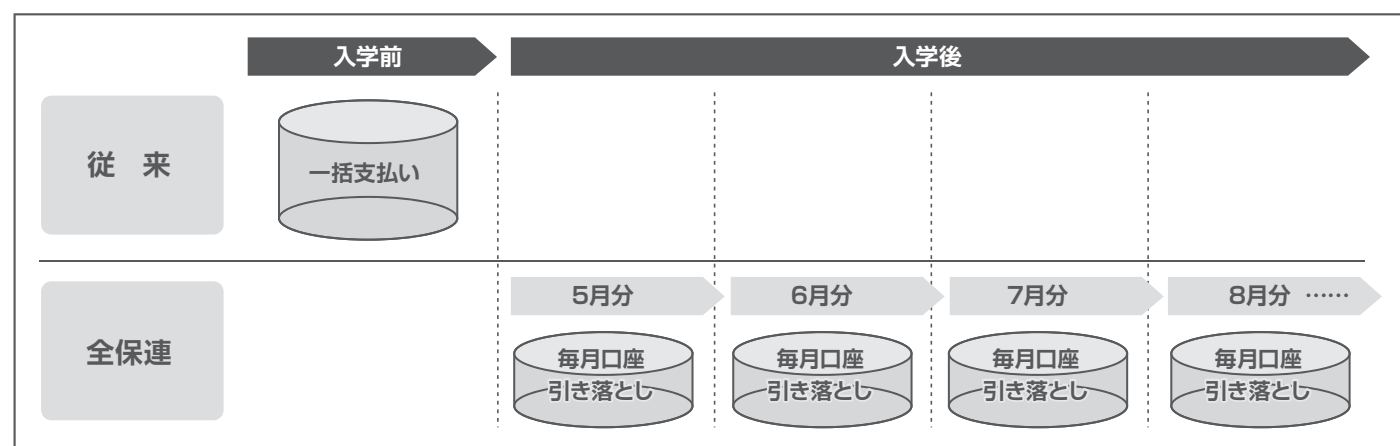 入学前
入学後
従　来
一括支払い
全保連
5月分
6月分
7月分
8月分 ……
毎月口座
引き落とし
毎月口座
引き落とし
毎月口座
引き落とし
毎月口座
引き落とし